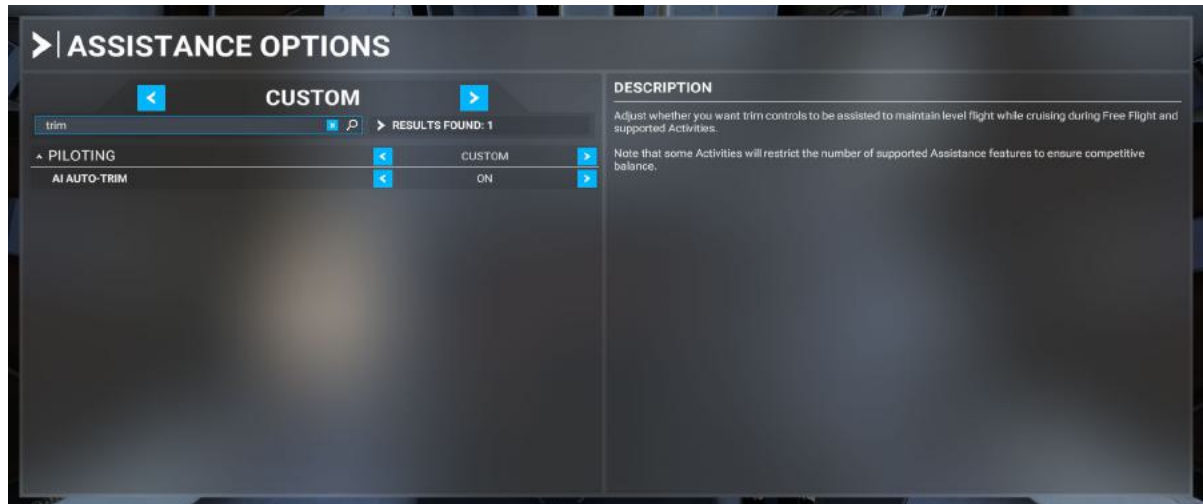 ASSISTANCE OPTIONS
CUSTOM
trim
RESULTS FOUND: 1
PILOTING
CUSTOM
AI AUTO-TRIM
ON
DESCRIPTION
Adjust whether you want trim controls to be assisted to maintain level flight while cruising during Free Flight and
supported Activities.
Note that some Activities will restrict the number of supported Assistance features to ensure competitive
balance.